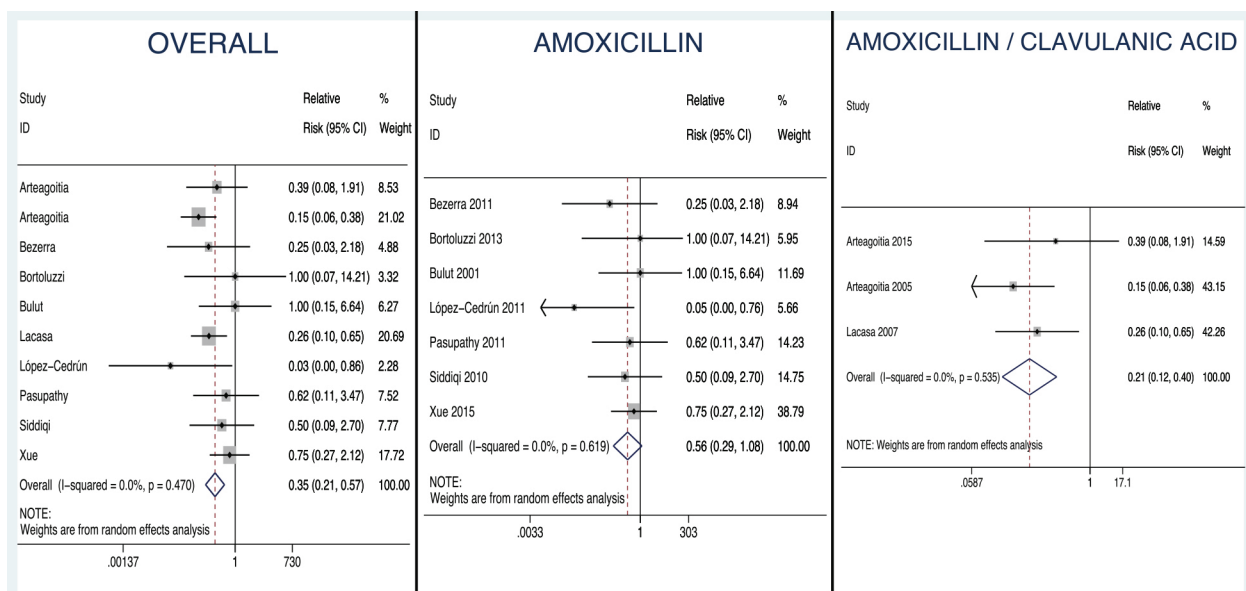 OVERALL
Study Relative %
ID Risk (95% CI) Weight
Arteagoitia 0.39 (0.08, 1.91) 8.53
Arteagoitia 0.15 (0.06, 0.38) 21.02
Bezerra 0.25 (0.03, 2.18) 4.88
Bortoluzzi 1.00 (0.07, 14.21) 3.32
Bulut 1.00 (0.15, 6.64) 6.27
Lacasa 0.26 (0.10, 0.65) 20.69
López−Cedrún 0.03 (0.00, 0.86) 2.28
Pasupathy 0.62 (0.11, 3.47) 7.52
Siddiqi 0.50 (0.09, 2.70) 7.77
Xue 0.75 (0.27, 2.12) 17.72
Overall (I−squared = 0.0%, p = 0.470) 0.35 (0.21, 0.57) 100.00
NOTE:
Weights are from random effects analysis
.00137 1 730
AMOXICILLIN
Study Relative %
ID Risk (95% CI) Weight
Bezerra 2011 0.25 (0.03, 2.18) 8.94
Bortoluzzi 2013 1.00 (0.07, 14.21) 5.95
Bulut 2001 1.00 (0.15, 6.64) 11.69
López−Cedrún 2011 0.05 (0.00, 0.76) 5.66
Pasupathy 2011 0.62 (0.11, 3.47) 14.23
Siddiqi 2010 0.50 (0.09, 2.70) 14.75
Xue 2015 0.75 (0.27, 2.12) 38.79
Overall (I−squared = 0.0%, p = 0.619) 0.56 (0.29, 1.08) 100.00
NOTE:
Weights are from random effects analysis
.0033 1 303
AMOXICILLIN / CLAVULANIC ACID
Study Relative %
ID Risk (95% CI) Weight
Arteagoitia 2015 0.39 (0.08, 1.91) 14.59
Arteagoitia 2005 0.15 (0.06, 0.38) 43.15
Lacasa 2007 0.26 (0.10, 0.65) 42.26
Overall (I−squared = 0.0%, p = 0.535) 0.21 (0.12, 0.40) 100.00
NOTE: Weights are from random effects analysis
.0587 1 17.1